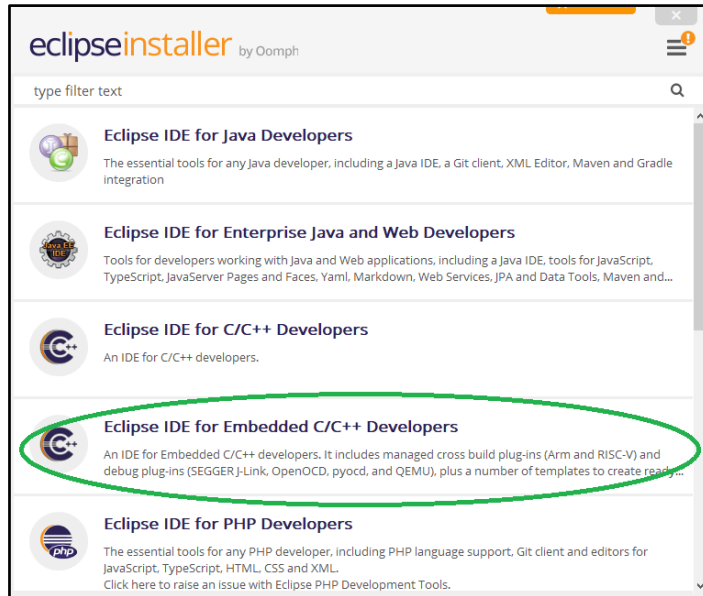 eclipseinstaller by Oomph
type filter text
Eclipse IDE for Java Developers
The essential tools for any Java developer, including a Java IDE, a Git client, XML Editor, Maven and Gradle
integration
Java EE
IDE
Eclipse IDE for Enterprise Java and Web Developers
Tools for developers working with Java and Web applications, including a Java IDE, tools for JavaScript,
TypeScript, JavaServer Pages and Faces, Yaml, Markdown, Web Services, JPA and Data Tools, Maven and...
C++
Eclipse IDE for C/C++ Developers
An IDE for C/C++ developers.
C++
Eclipse IDE for Embedded C/C++ Developers
An IDE for Embedded C/C++ developers. It includes managed cross build plug-ins (Arm and RISC-V) and
debug plug-ins (SEGGER J-Link, OpenOCD, pyocd, and QEMU), plus a number of templates to create ready...
php
Eclipse IDE for PHP Developers
The essential tools for any PHP developer, including PHP language support, Git client and editors for
JavaScript, TypeScript, HTML, CSS and XML.
Click here to raise an issue with Eclipse PHP Development Tools.